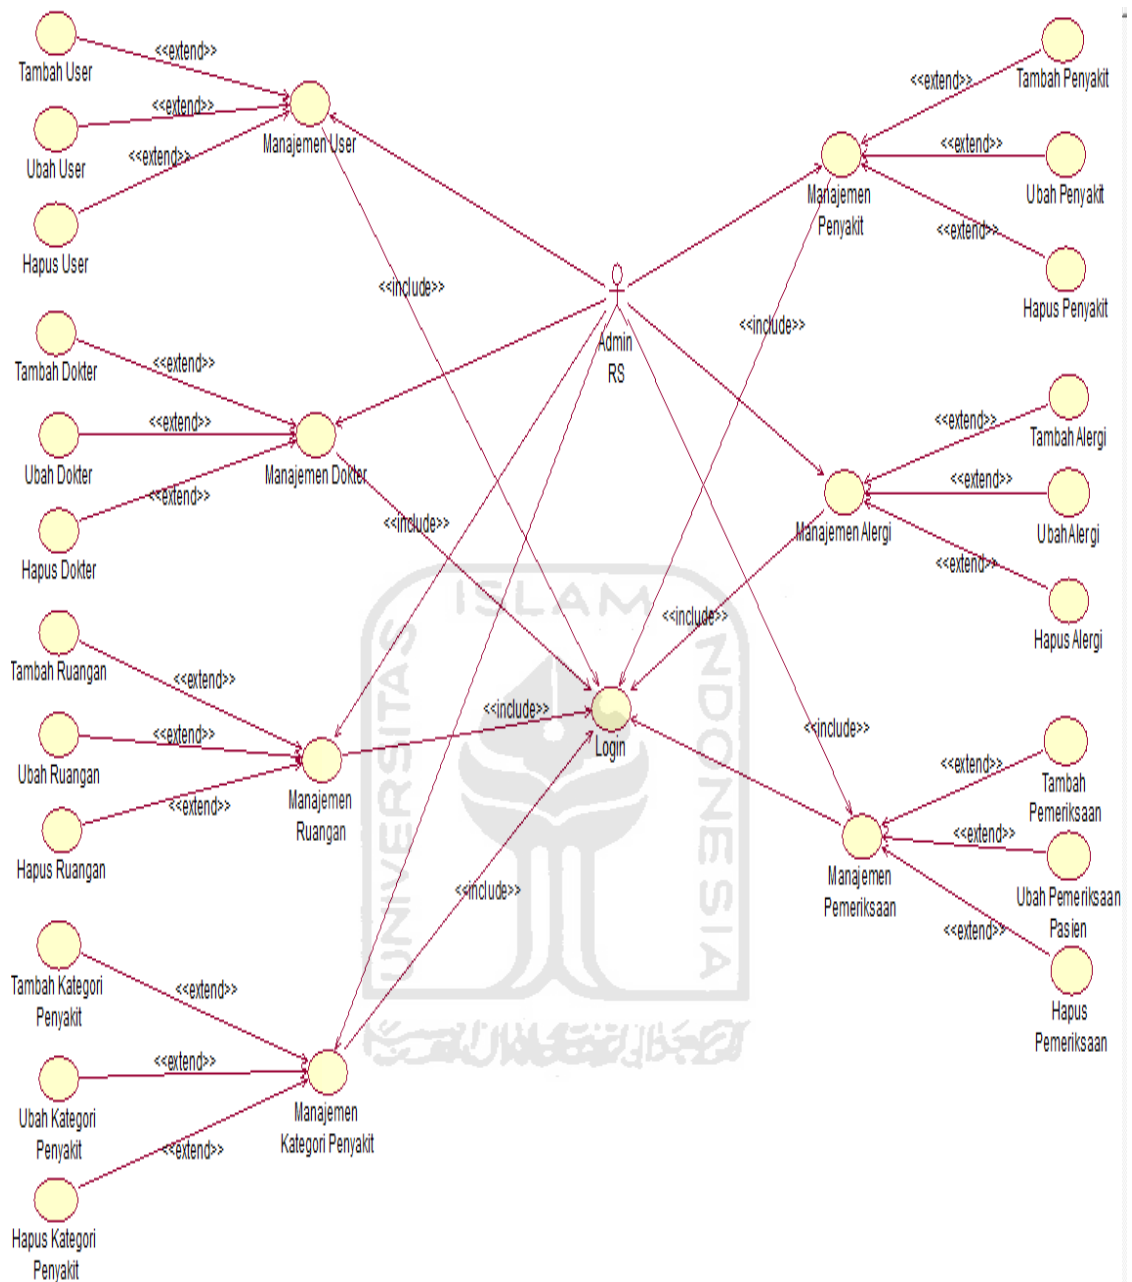 Tambah User
<<extend>>
Ubah User
<<extend>>
Hapus User
<<extend>>
Manajemen User
<<include>>
Tambah Dokter
<<extend>>
Ubah Dokter
<<extend>>
Hapus Dokter
<<extend>>
Manajemen Dokter
<<include>>
Tambah Ruangan
<<extend>>
Ubah Ruangan
<<extend>>
Hapus Ruangan
<<extend>>
Manajemen
Ruangan
<<include>>
Tambah Kategori
Penyakit
<<extend>>
Ubah Kategori
Penyakit
<<extend>>
Hapus Kategori
Penyakit
<<extend>>
Manajemen
Kategori Penyakit
<<include>>
Admin
RS
Login
Tambah Penyakit
<<extend>>
Ubah Penyakit
<<extend>>
Hapus Penyakit
<<extend>>
Manajemen
Penyakit
<<include>>
Tambah Alergi
<<extend>>
Ubah Alergi
<<extend>>
Hapus Alergi
<<extend>>
Manajemen Alergi
<<include>>
Tambah
Pemeriksaan
<<extend>>
Ubah Pemeriksaan
Pasien
<<extend>>
Hapus
Pemeriksaan
<<extend>>
Manajemen
Pemeriksaan
<<include>>
UNIVERSITAS
ISLAM
INDONESIA